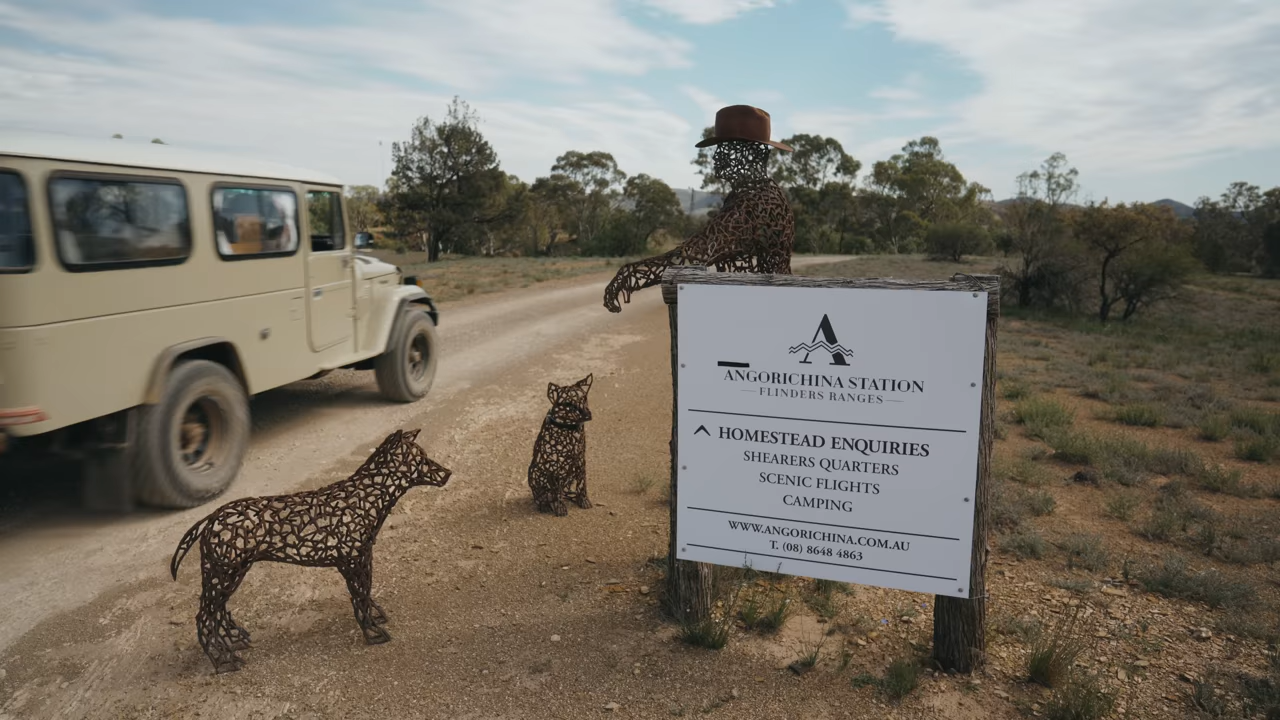 A
ANGORICHINA STATION
FLINDERS RANGES
HOMESTEAD ENQUIRIES
SHEARERS QUARTERS
SCENIC FLIGHTS
CAMPING
WWW.ANGORICHINA.COM.AU
T. (08) 8648 4863